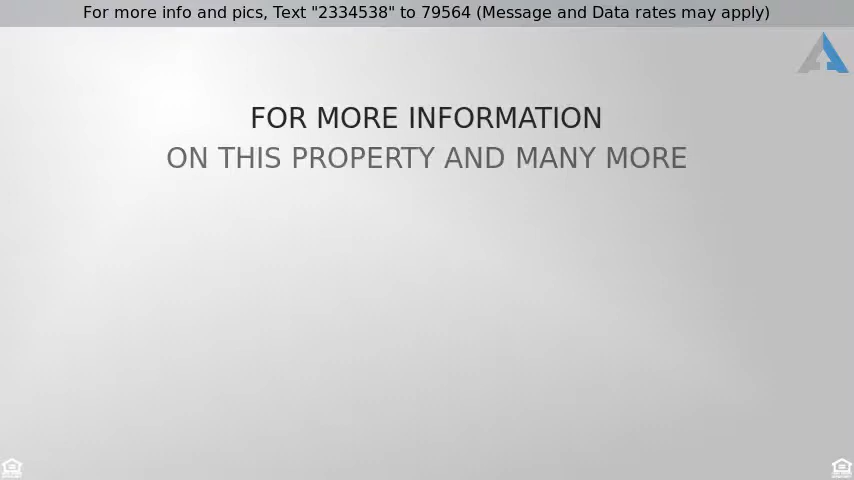 For more info and pics, Text "2334538" to 79564 (Message and Data rates may apply)
FOR MORE INFORMATION
ON THIS PROPERTY AND MANY MORE